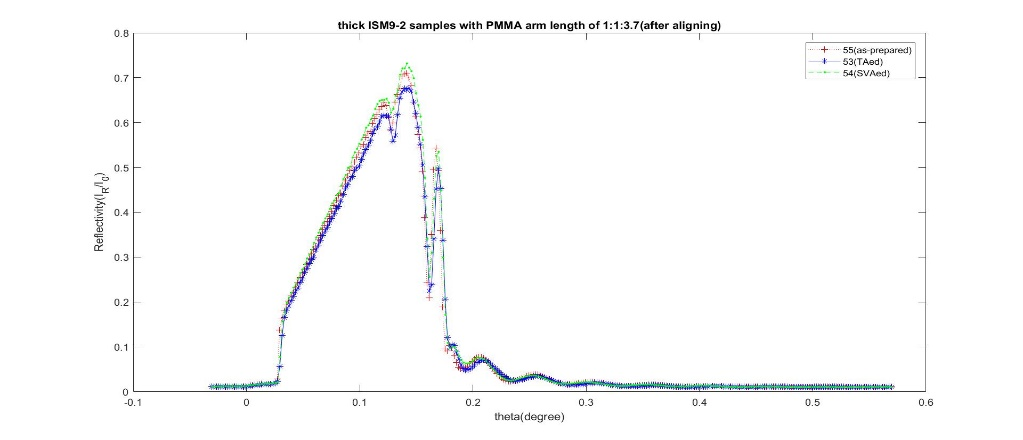 thick ISM9-2 samples with PMMA arm length of 1:1:3.7(after aligning)
55(as-prepared)
53(TAed)
54(SVAed)
Reflectivity(I_R/I_0)
0.8
0.7
0.6
0.5
0.4
0.3
0.2
0.1
0
-0.1 0 0.1 0.2 0.3 0.4 0.5 0.6
theta(degree)